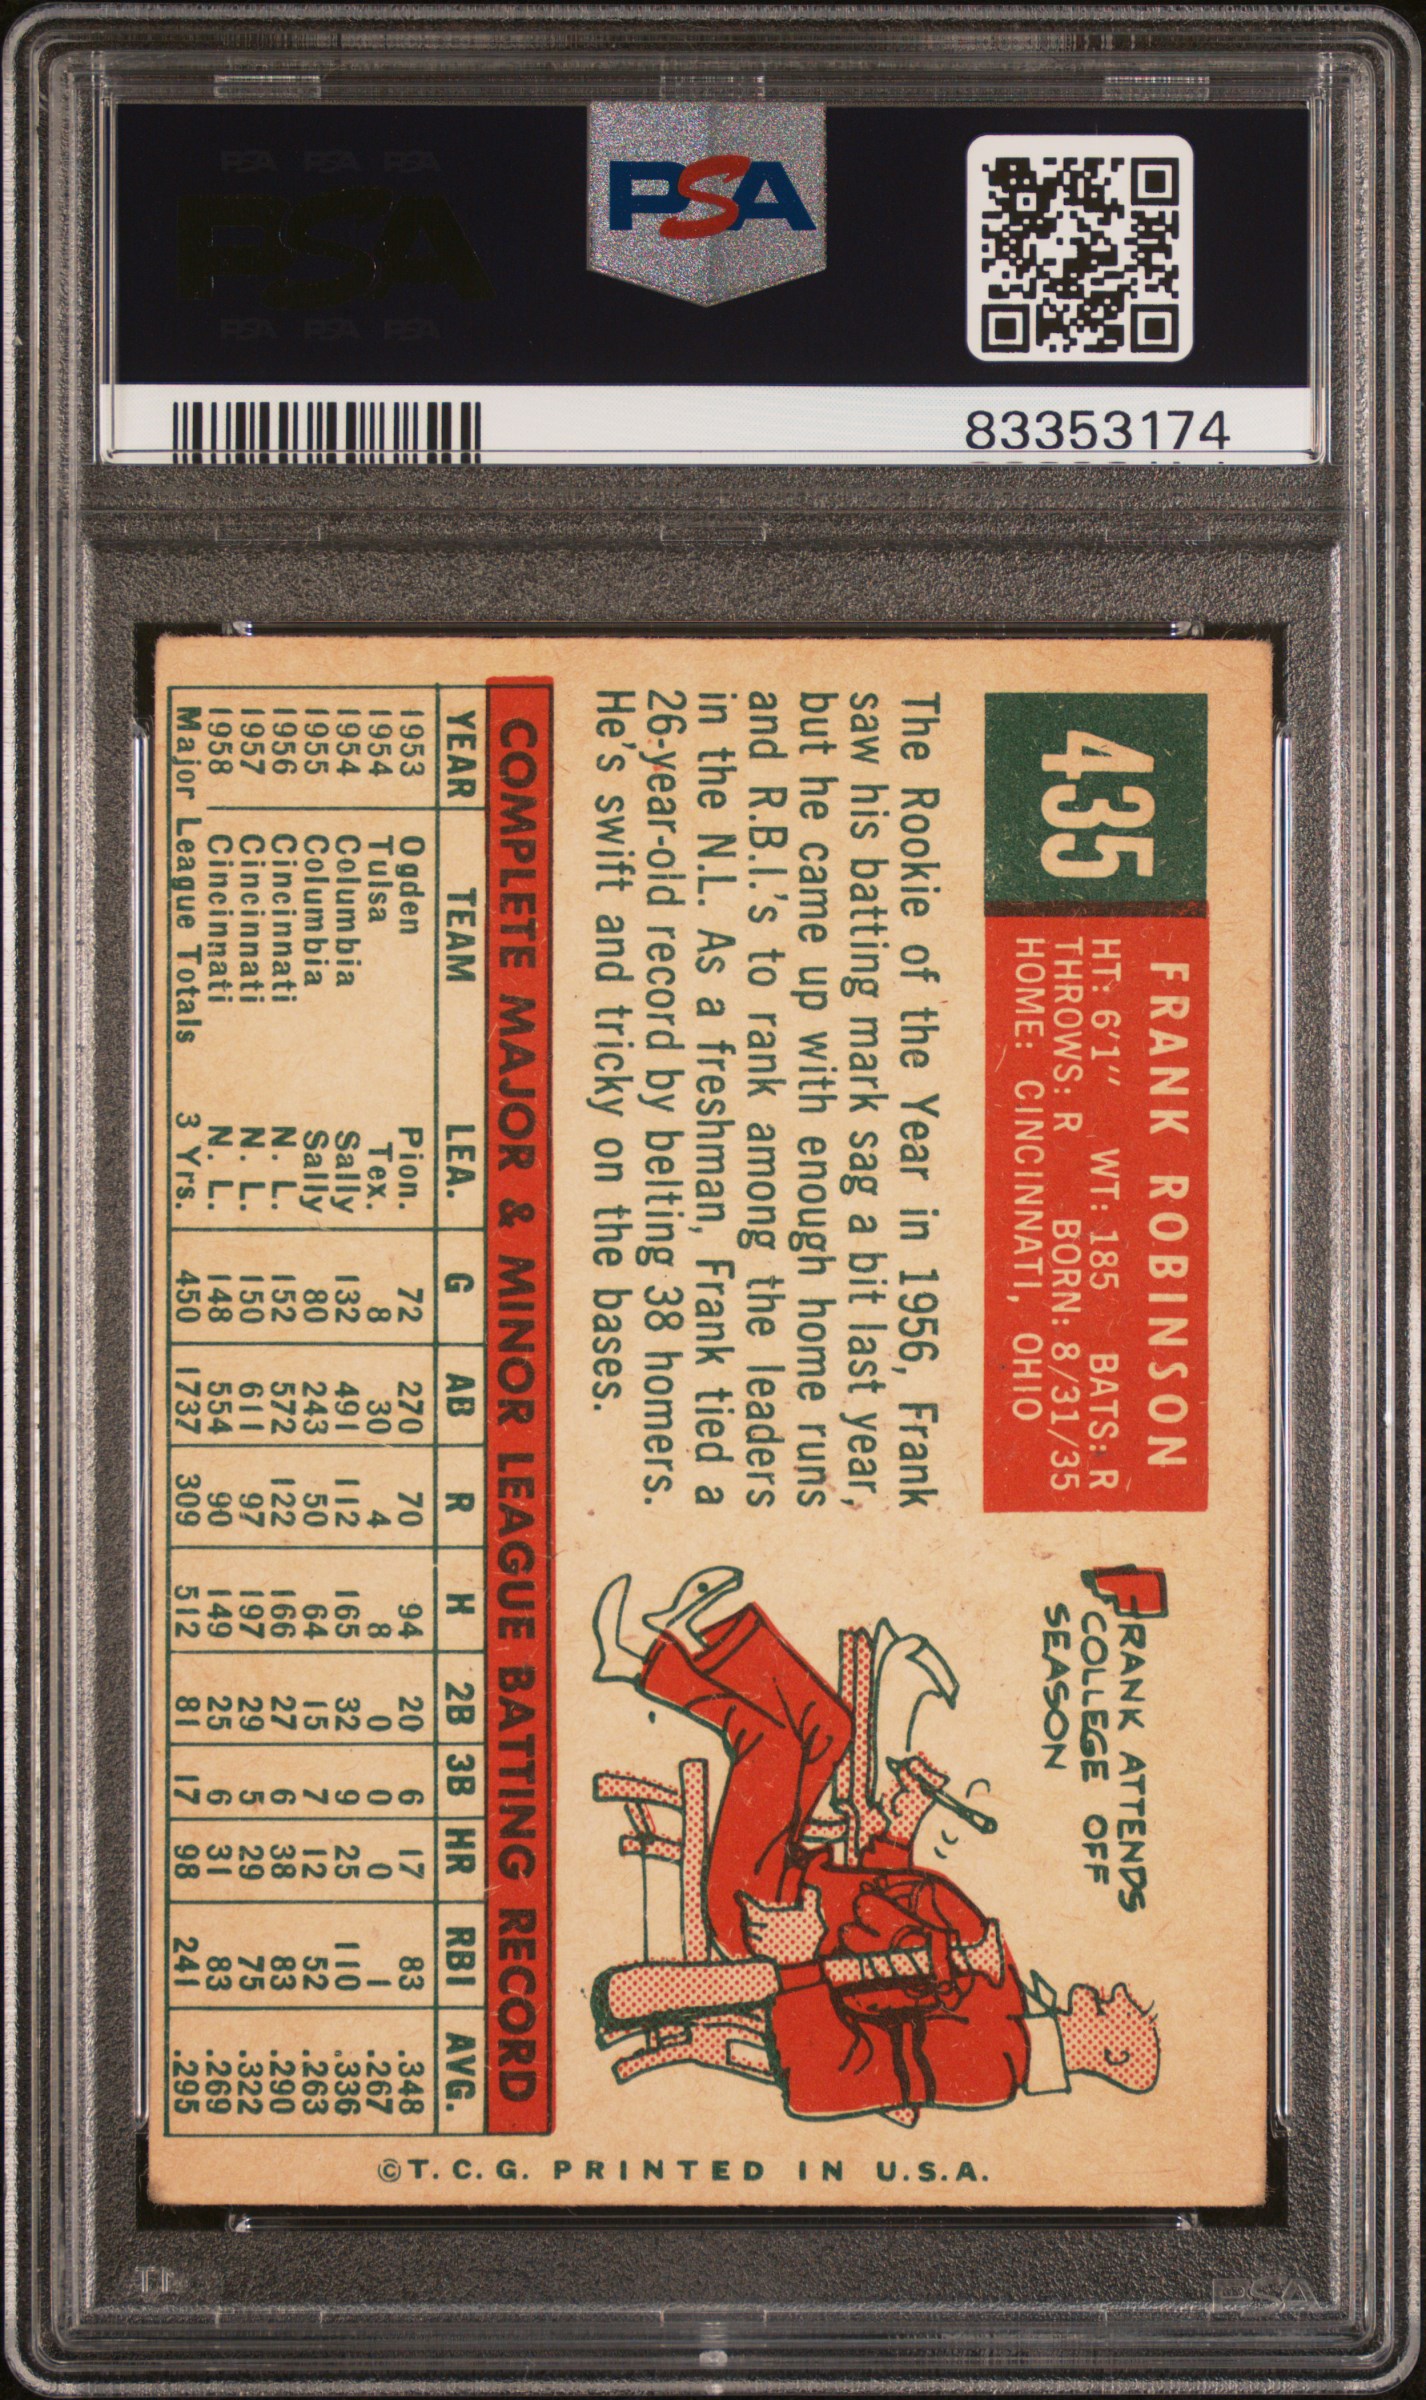 PSA PSA PSA
PSA
PSA PSA PSA
PSA
83353174
435
FRANK ROBINSON
HT: 6'1" WT: 185 BATS: R
THROWS: R BORN: 8/31/35
HOME: CINCINNATI, OHIO
FRANK ATTENDS
COLLEGE OFF
SEASON
The Rookie of the Year in 1956, Frank
saw his batting mark sag a bit last year,
but he came up with enough home runs
and R.B.I.'s to rank among the leaders
in the N.L. As a freshman, Frank tied a
26-year-old record by belting 38 homers.
He's swift and tricky on the bases.
COMPLETE MAJOR & MINOR LEAGUE BATTING RECORD
YEAR TEAM LEA. G AB R H 2B 3B HR RBI AVG.
1953 Ogden Pion. 72 270 70 94 20 6 17 83 .348
1954 Tulsa Tex. 8 30 4 8 0 0 0 1 .267
1954 Columbia Sally 132 491 112 165 32 9 25 110 .336
1955 Columbia Sally 80 243 50 64 15 7 12 52 .263
1956 Cincinnati N. L. 152 572 122 166 27 6 38 83 .290
1957 Cincinnati N. L. 150 611 97 197 29 5 29 75 .322
1958 Cincinnati N. L. 148 554 90 149 25 6 31 83 .269
Major League Totals 3 Yrs. 450 1737 309 512 81 17 98 241 .295
©T. C. G. PRINTED IN U.S.A.
PSA